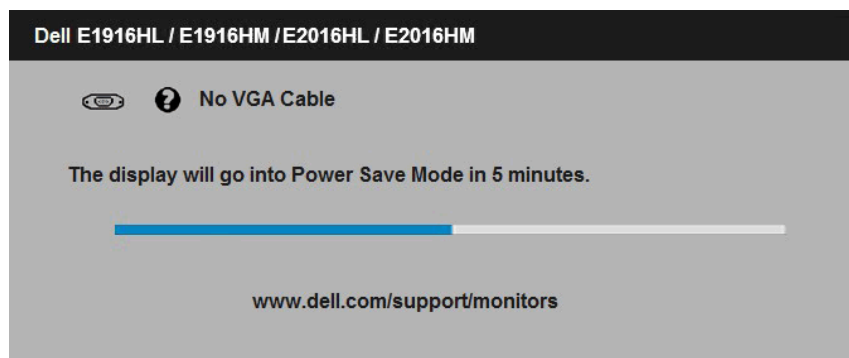 Dell E1916HL / E1916HM / E2016HL / E2016HM
No VGA Cable
The display will go into Power Save Mode in 5 minutes.
www.dell.com/support/monitors